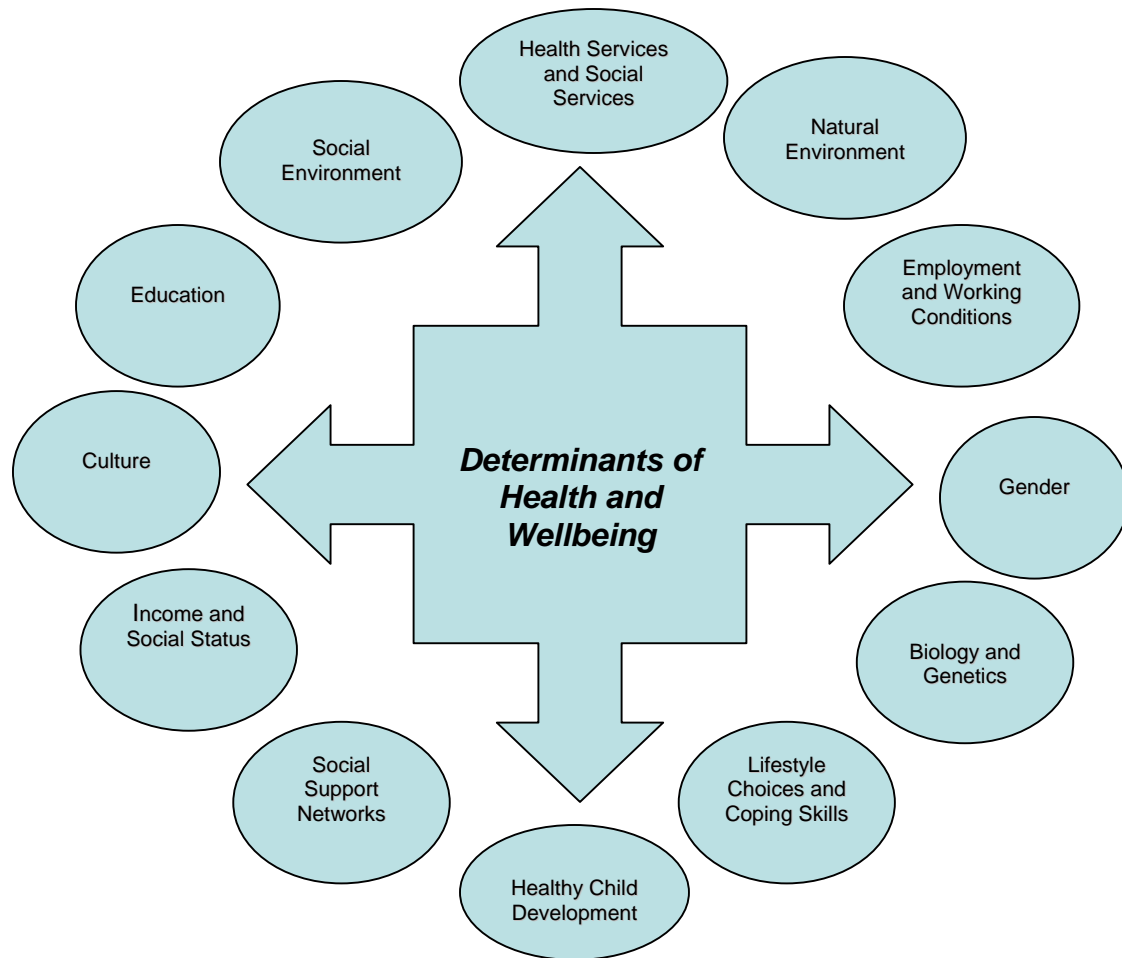 Health Services
and Social
Services
Natural
Environment
Social
Environment
Employment
and Working
Conditions
Education
Determinants of
Health and
Wellbeing
Culture
Gender
Income and
Social Status
Biology and
Genetics
Social
Support
Networks
Lifestyle
Choices and
Coping Skills
Healthy Child
Development